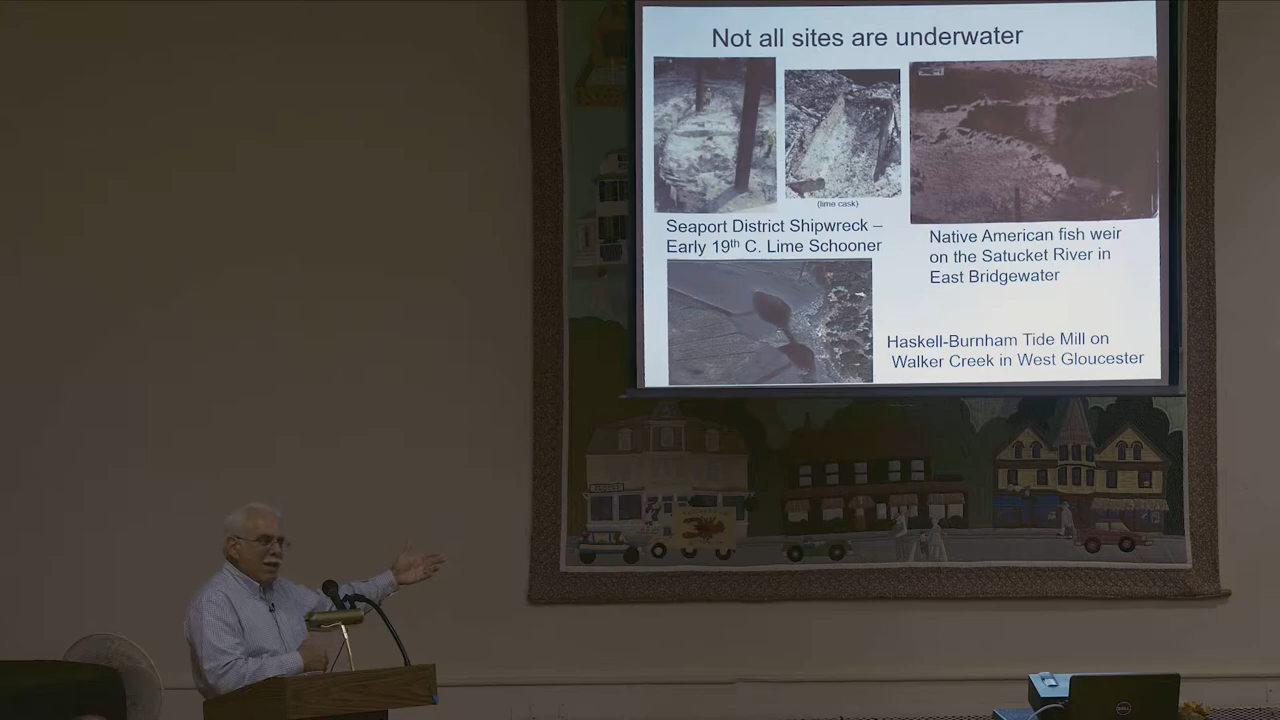 Not all sites are underwater
(lime cask)
Seaport District Shipwreck –
Early 19th C. Lime Schooner
Native American fish weir
on the Satucket River in
East Bridgewater
Haskell-Burnham Tide Mill on
Walker Creek in West Gloucester
DELL